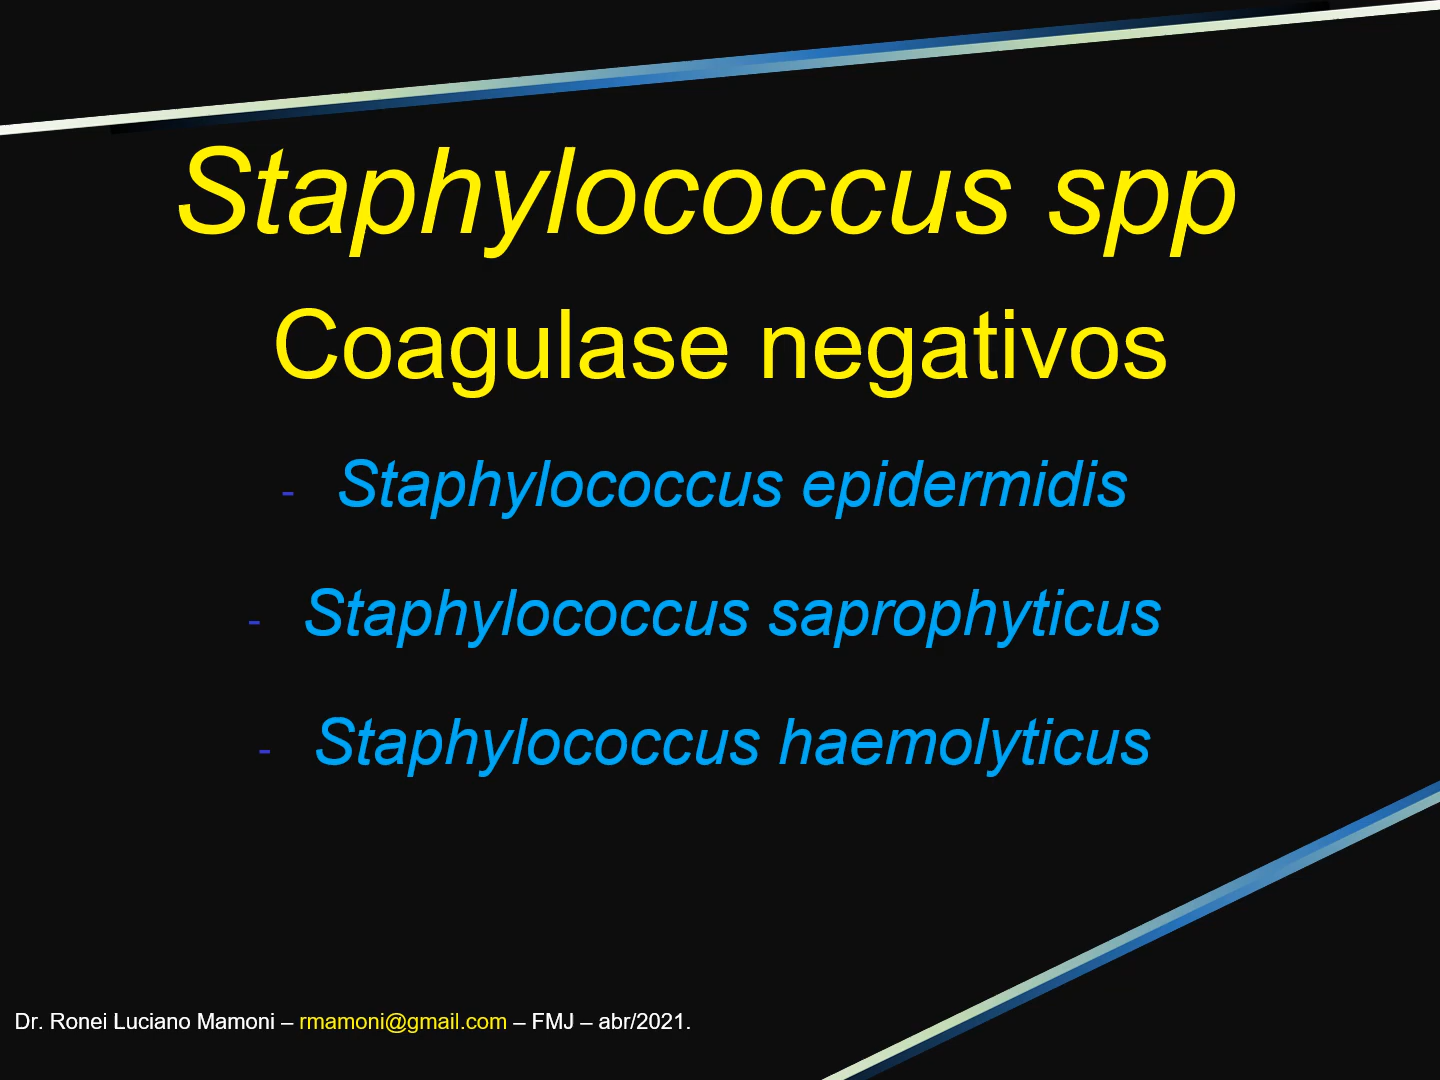 Staphylococcus spp
Coagulase negativos
- Staphylococcus epidermidis
- Staphylococcus saprophyticus
- Staphylococcus haemolyticus
Dr. Ronei Luciano Mamoni – rmamoni@gmail.com – FMJ – abr/2021.